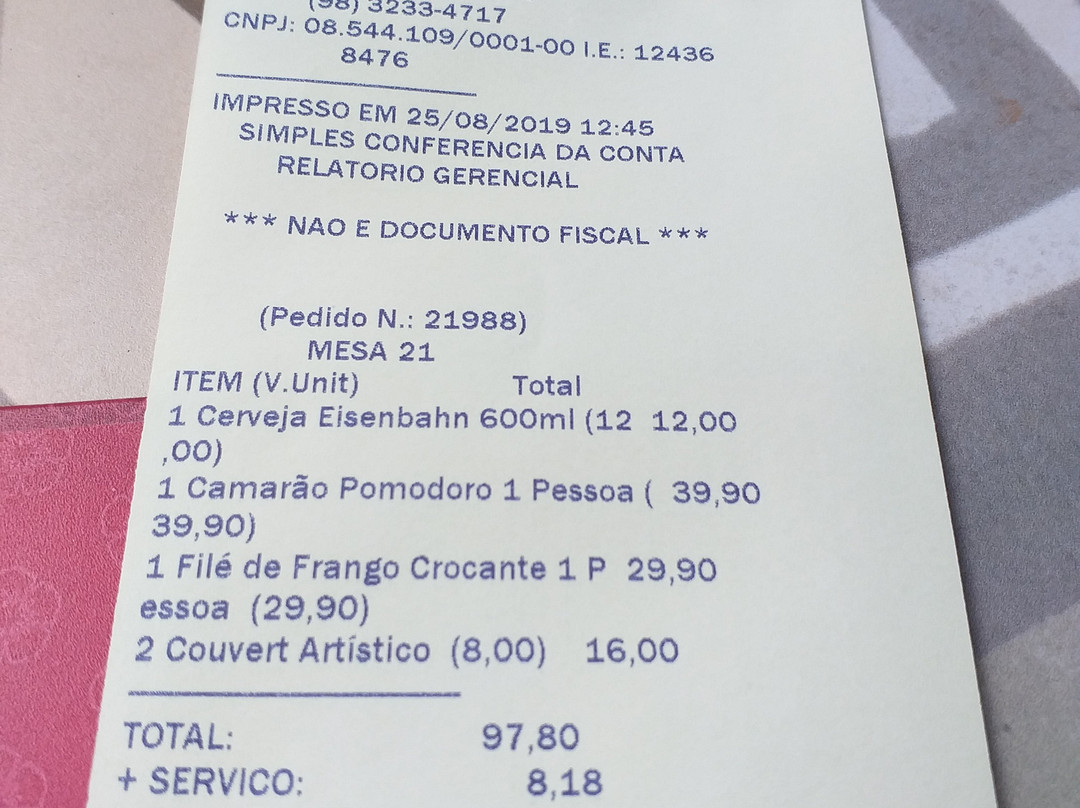 (98) 3233-4717
CNPJ: 08.544.109/0001-00 I.E.: 12436
8476
IMPRESSO EM 25/08/2019 12:45
SIMPLES CONFERENCIA DA CONTA
RELATORIO GERENCIAL
*** NAO E DOCUMENTO FISCAL ***
(Pedido N.: 21988)
MESA 21
ITEM (V.Unit) Total
1 Cerveja Eisenbahn 600ml (12 12,00
,00)
1 Camarão Pomodoro 1 Pessoa ( 39,90
39,90)
1 Filé de Frango Crocante 1 P 29,90
essoa (29,90)
2 Couvert Artístico (8,00) 16,00
TOTAL: 97,80
+ SERVICO: 8,18